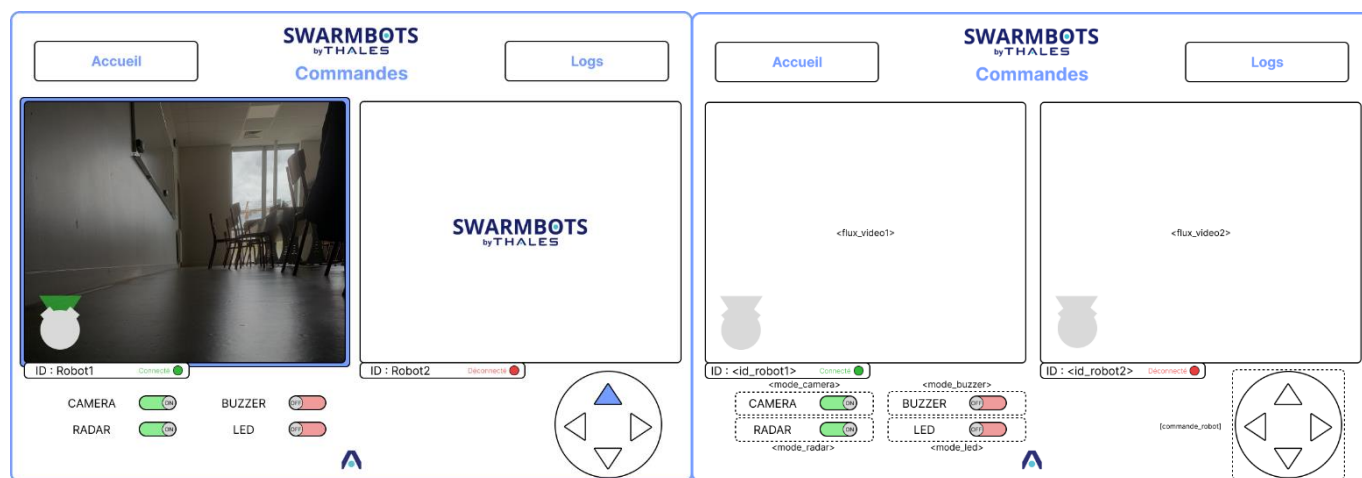 SWARMBOTS
by THALES
Accueil
Commandes
Logs
SWARMBOTS
by THALES
ID : Robot1 Connecté
ID : Robot2 Déconnecté
CAMERA ON BUZZER OFF
RADAR ON LED OFF
SWARMBOTS
by THALES
Accueil
Commandes
Logs
<flux_video1>
<flux_video2>
ID : <id_robot1> Connecté
ID : <id_robot2> Déconnecté
<mode_camera> <mode_buzzer>
CAMERA ON BUZZER OFF
RADAR ON LED OFF
<mode_radar> <mode_led>
[commande_robot]